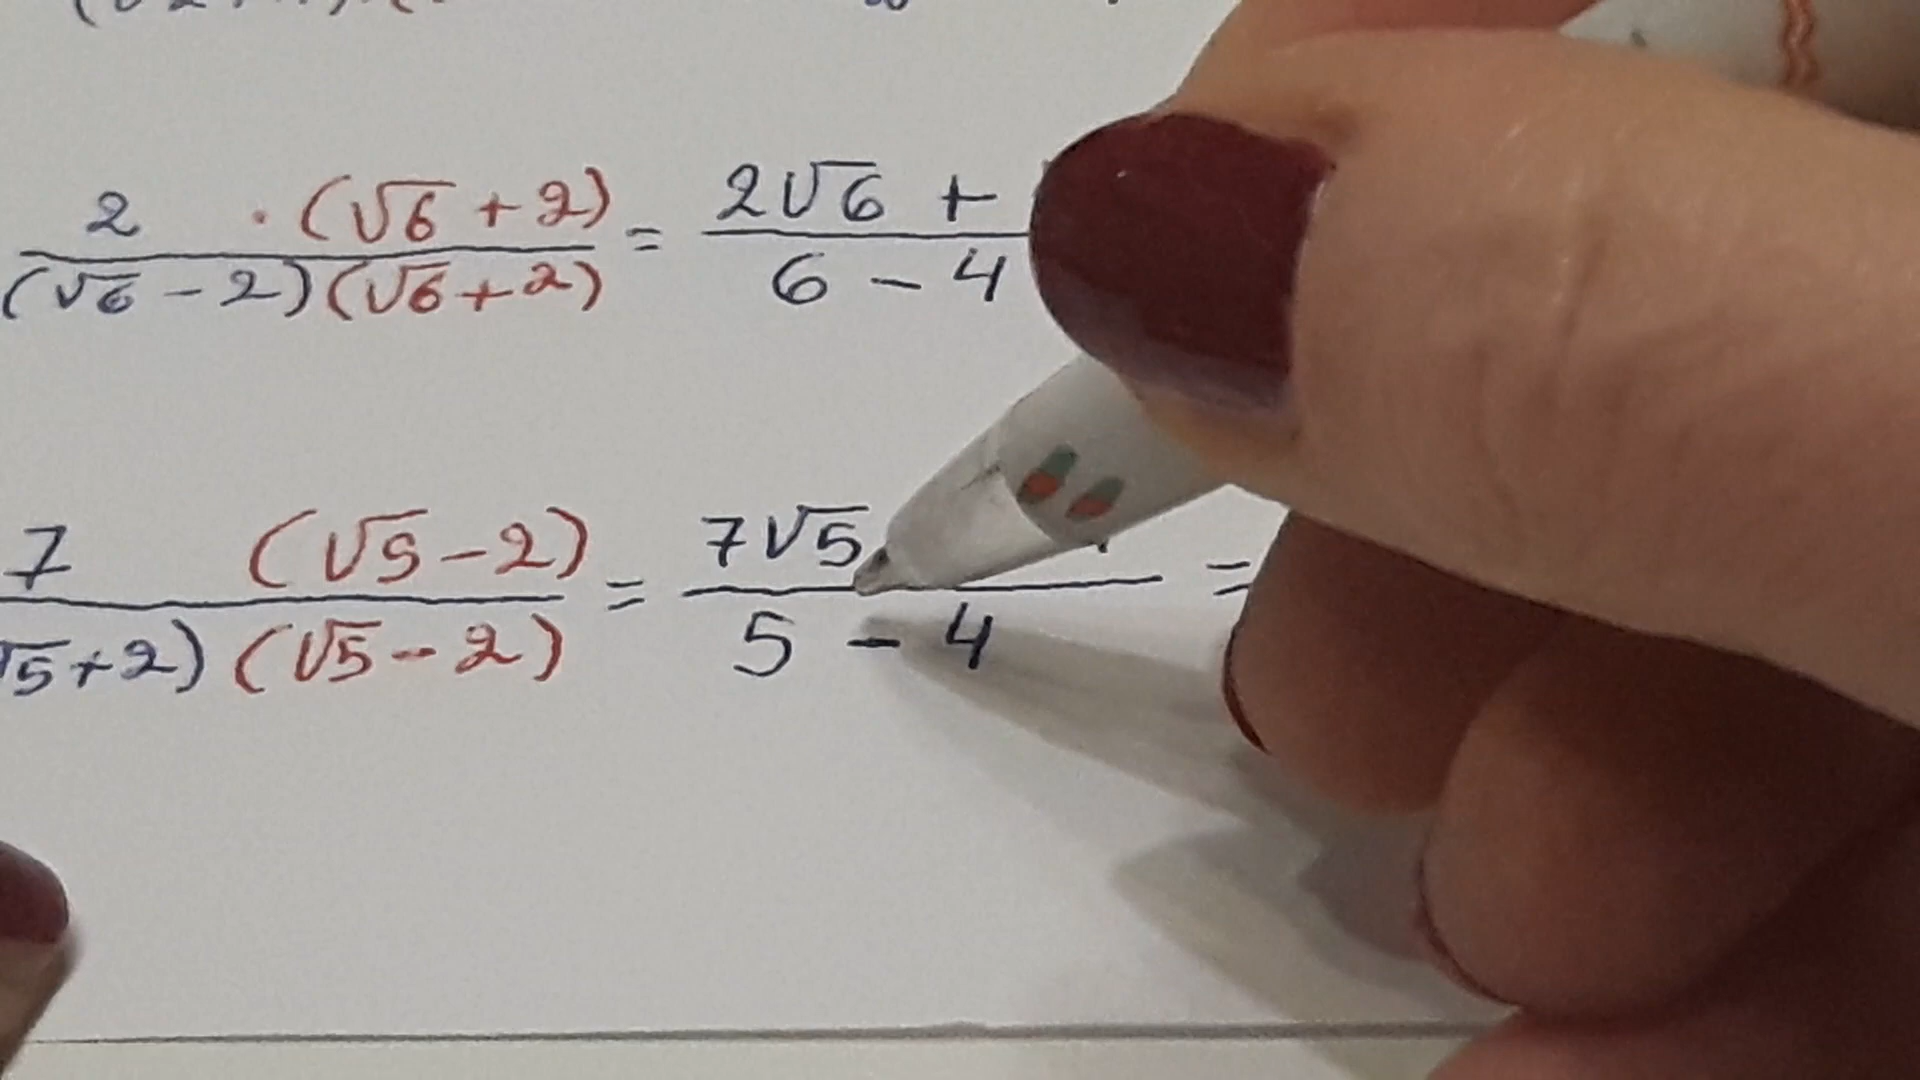 2 · (√6 + 2) = 2√6 +
(√6 - 2)(√6 + 2) 6 - 4
7 (√5 - 2) = 7√5 =
√5 + 2) (√5 - 2) 5 - 4